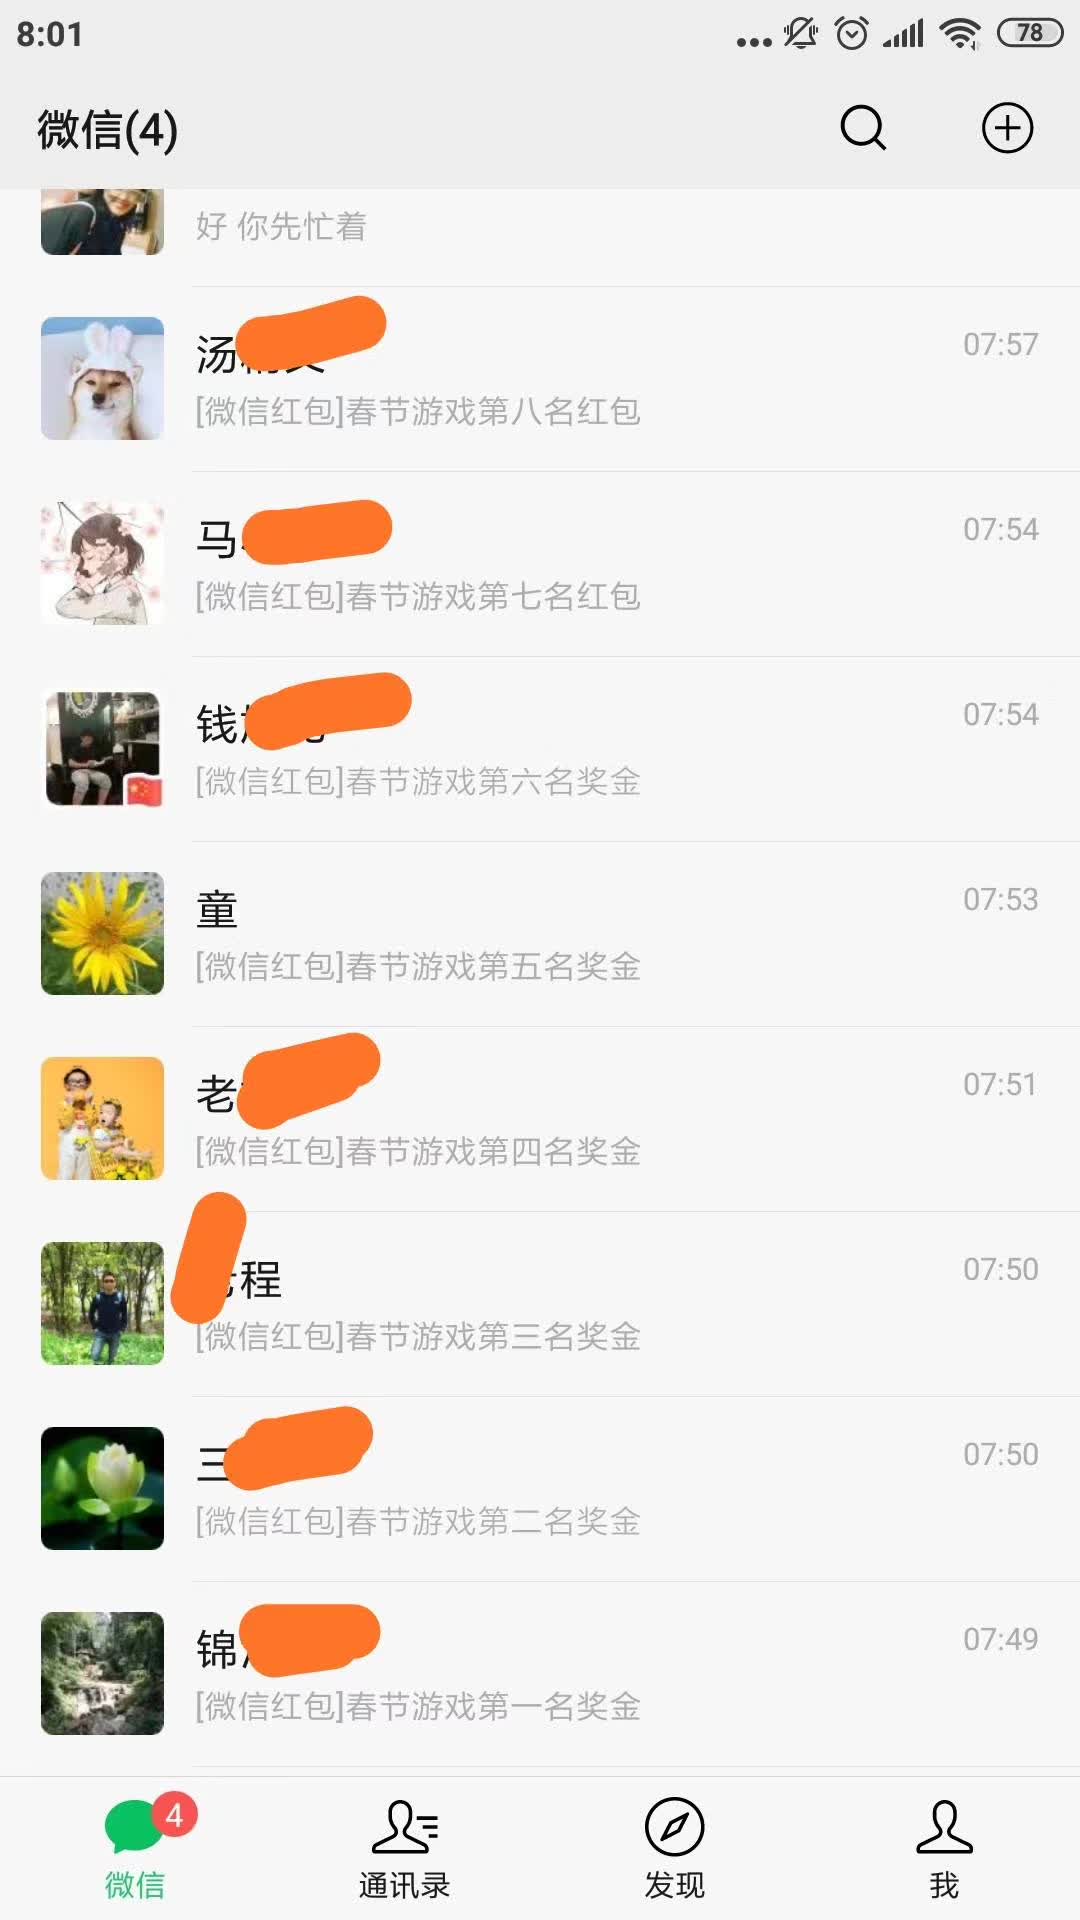 8:01
78
微信(4)
好 你先忙着
汤
07:57
[微信红包]春节游戏第八名红包
马
07:54
[微信红包]春节游戏第七名红包
钱
07:54
[微信红包]春节游戏第六名奖金
童
07:53
[微信红包]春节游戏第五名奖金
老
07:51
[微信红包]春节游戏第四名奖金
程
07:50
[微信红包]春节游戏第三名奖金
三
07:50
[微信红包]春节游戏第二名奖金
锦
07:49
[微信红包]春节游戏第一名奖金
4
微信
通讯录
发现
我